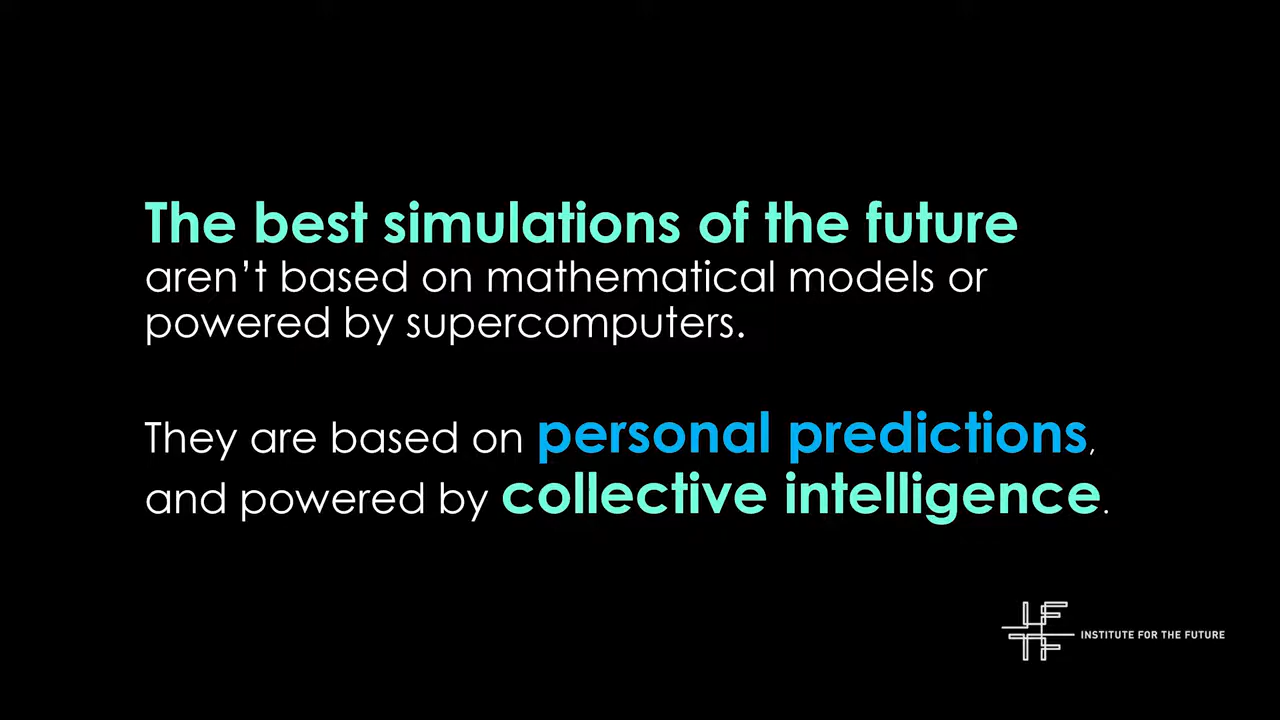 The best simulations of the future
aren’t based on mathematical models or
powered by supercomputers.
They are based on personal predictions,
and powered by collective intelligence.
INSTITUTE FOR THE FUTURE